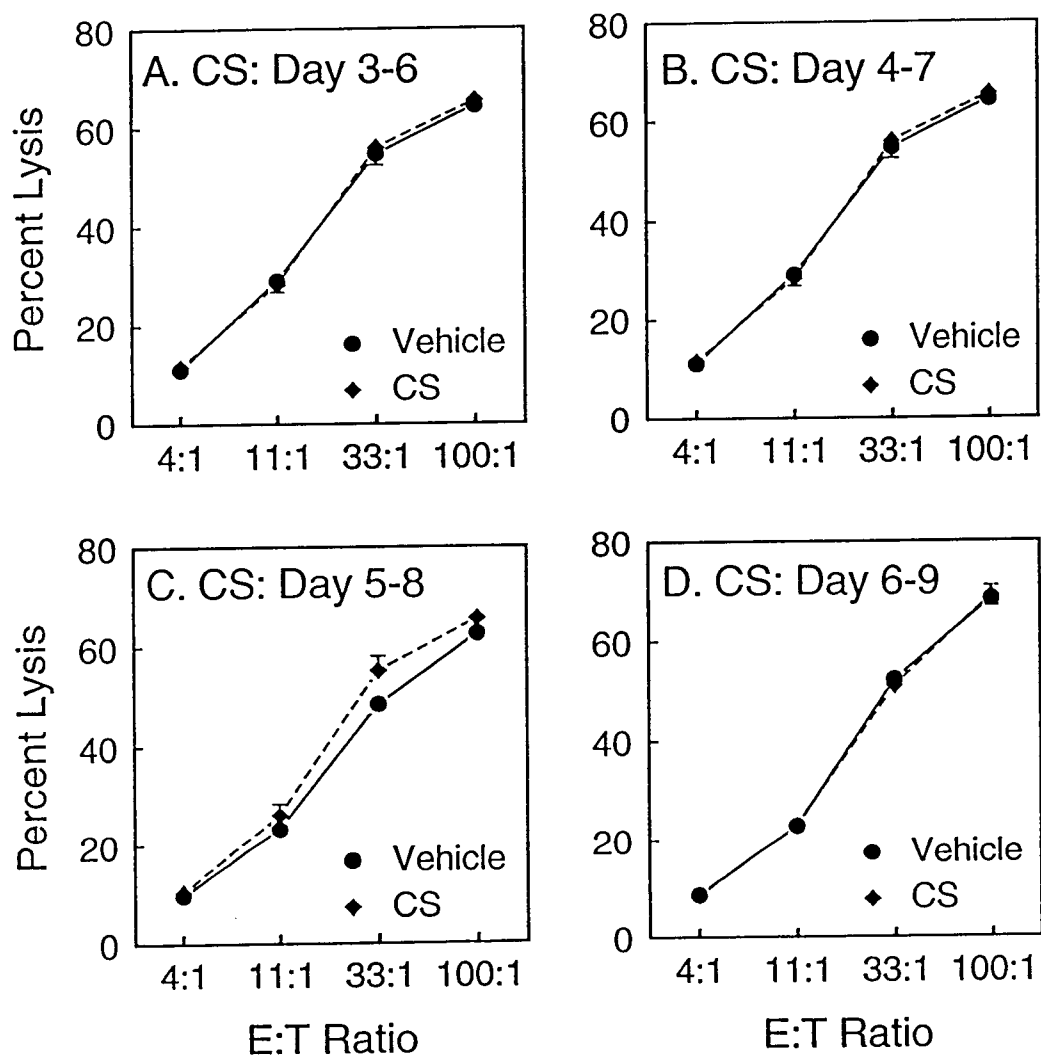 80
60
40
20
0
Percent Lysis
A. CS: Day 3-6
Vehicle
CS
4:1 11:1 33:1 100:1
80
60
40
20
0
B. CS: Day 4-7
Vehicle
CS
4:1 11:1 33:1 100:1
80
60
40
20
0
Percent Lysis
C. CS: Day 5-8
Vehicle
CS
4:1 11:1 33:1 100:1
E:T Ratio
80
60
40
20
0
D. CS: Day 6-9
Vehicle
CS
4:1 11:1 33:1 100:1
E:T Ratio